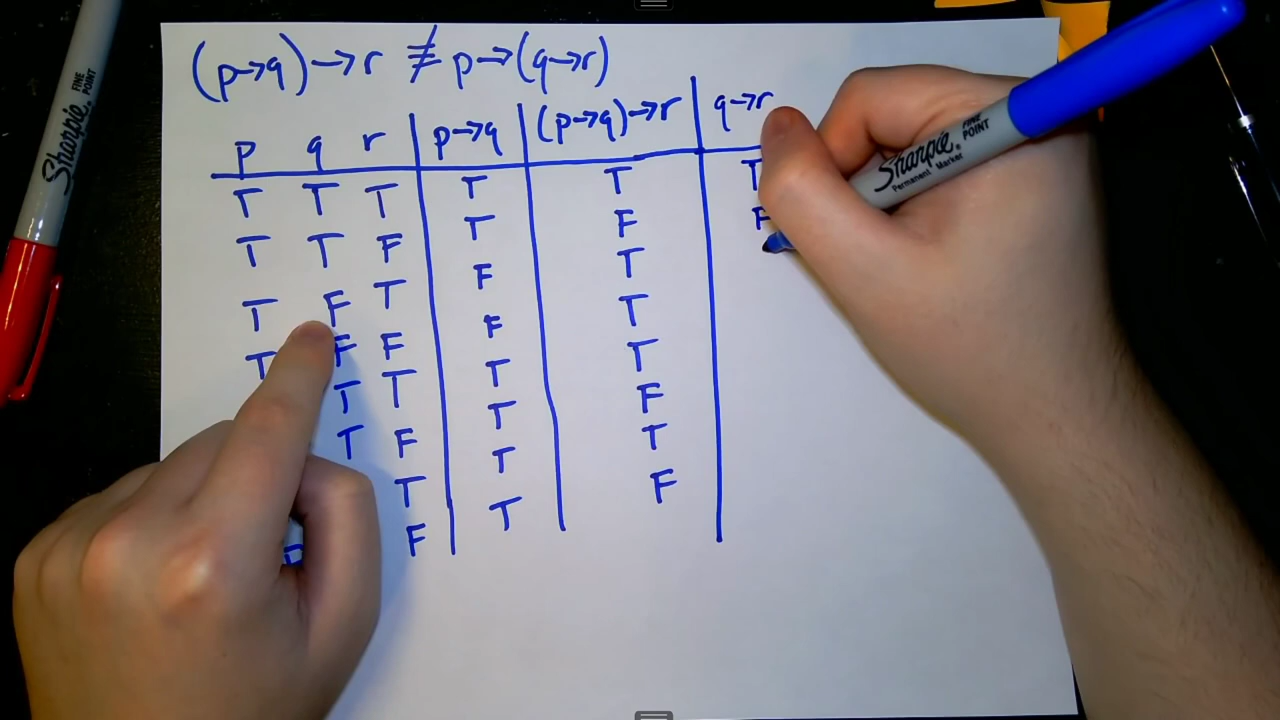 (p→q)→r ≢ p→(q→r)
p q r p→q (p→q)→r q→r
T T T T T T
T T F T F F
T F T F T
T F F F T
T T T T
T F T F
T T T
F T F
Sharpie FINE POINT
Sharpie Permanent Marker FINE POINT